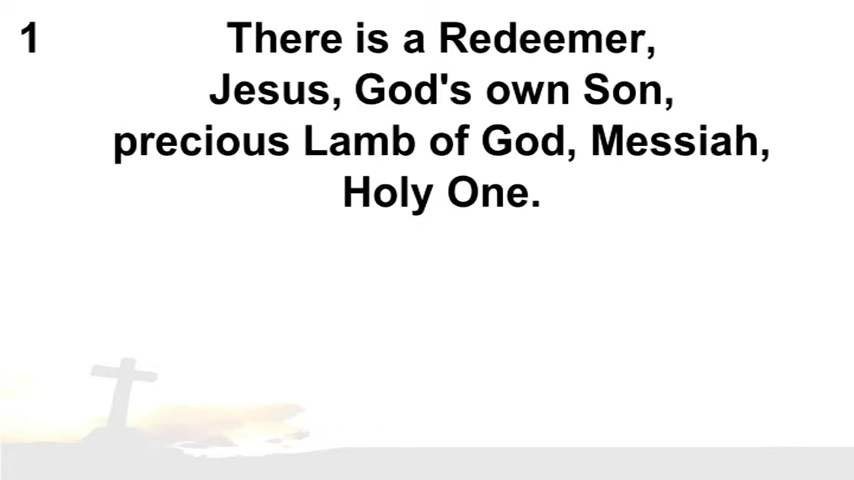 1
There is a Redeemer,
Jesus, God's own Son,
precious Lamb of God, Messiah,
Holy One.